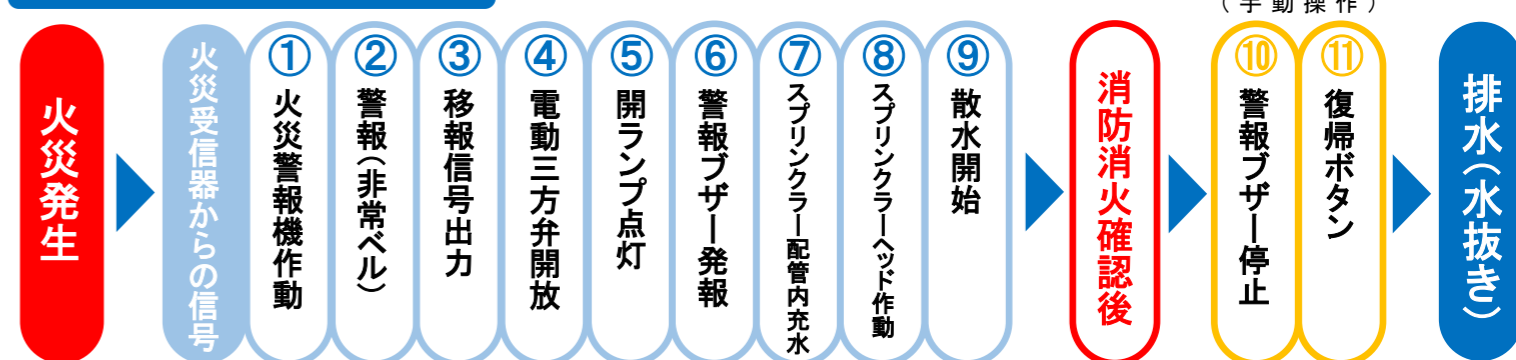 （手動操作）
火災発生
火災受信器からの信号
①
火災警報機作動
②
警報（非常ベル）
③
移報信号出力
④
電動三方弁開放
⑤
開ランプ点灯
⑥
警報ブザー発報
⑦
スプリンクラー配管内充水
⑧
スプリンクラーヘッド作動
⑨
散水開始
消防消火確認後
⑩
警報ブザー停止
⑪
復帰ボタン
排水（水抜き）